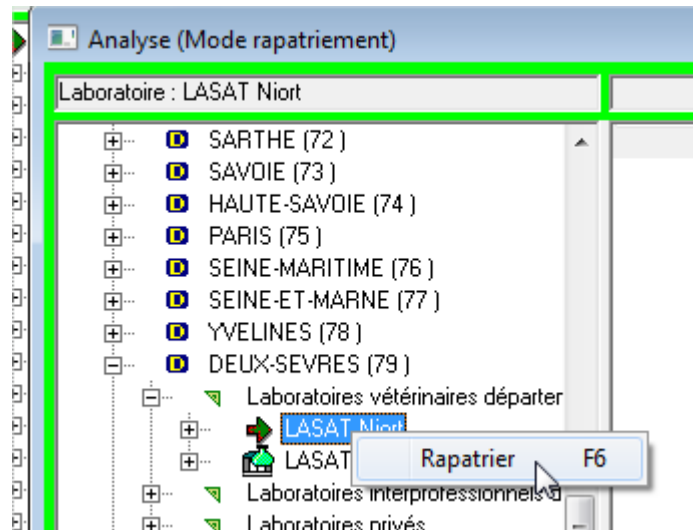 Analyse (Mode rapatriement)
Laboratoire : LASAT Niort
SARTHE (72 )
SAVOIE (73 )
HAUTE-SAVOIE (74 )
PARIS (75 )
SEINE-MARITIME (76 )
SEINE-ET-MARNE (77 )
YVELINES (78 )
DEUX-SEVRES (79 )
Laboratoires vétérinaires départer
LASAT Niort
LASAT
Rapatrier F6
Laboratoires interprofessionnels d
Laboratoires privés